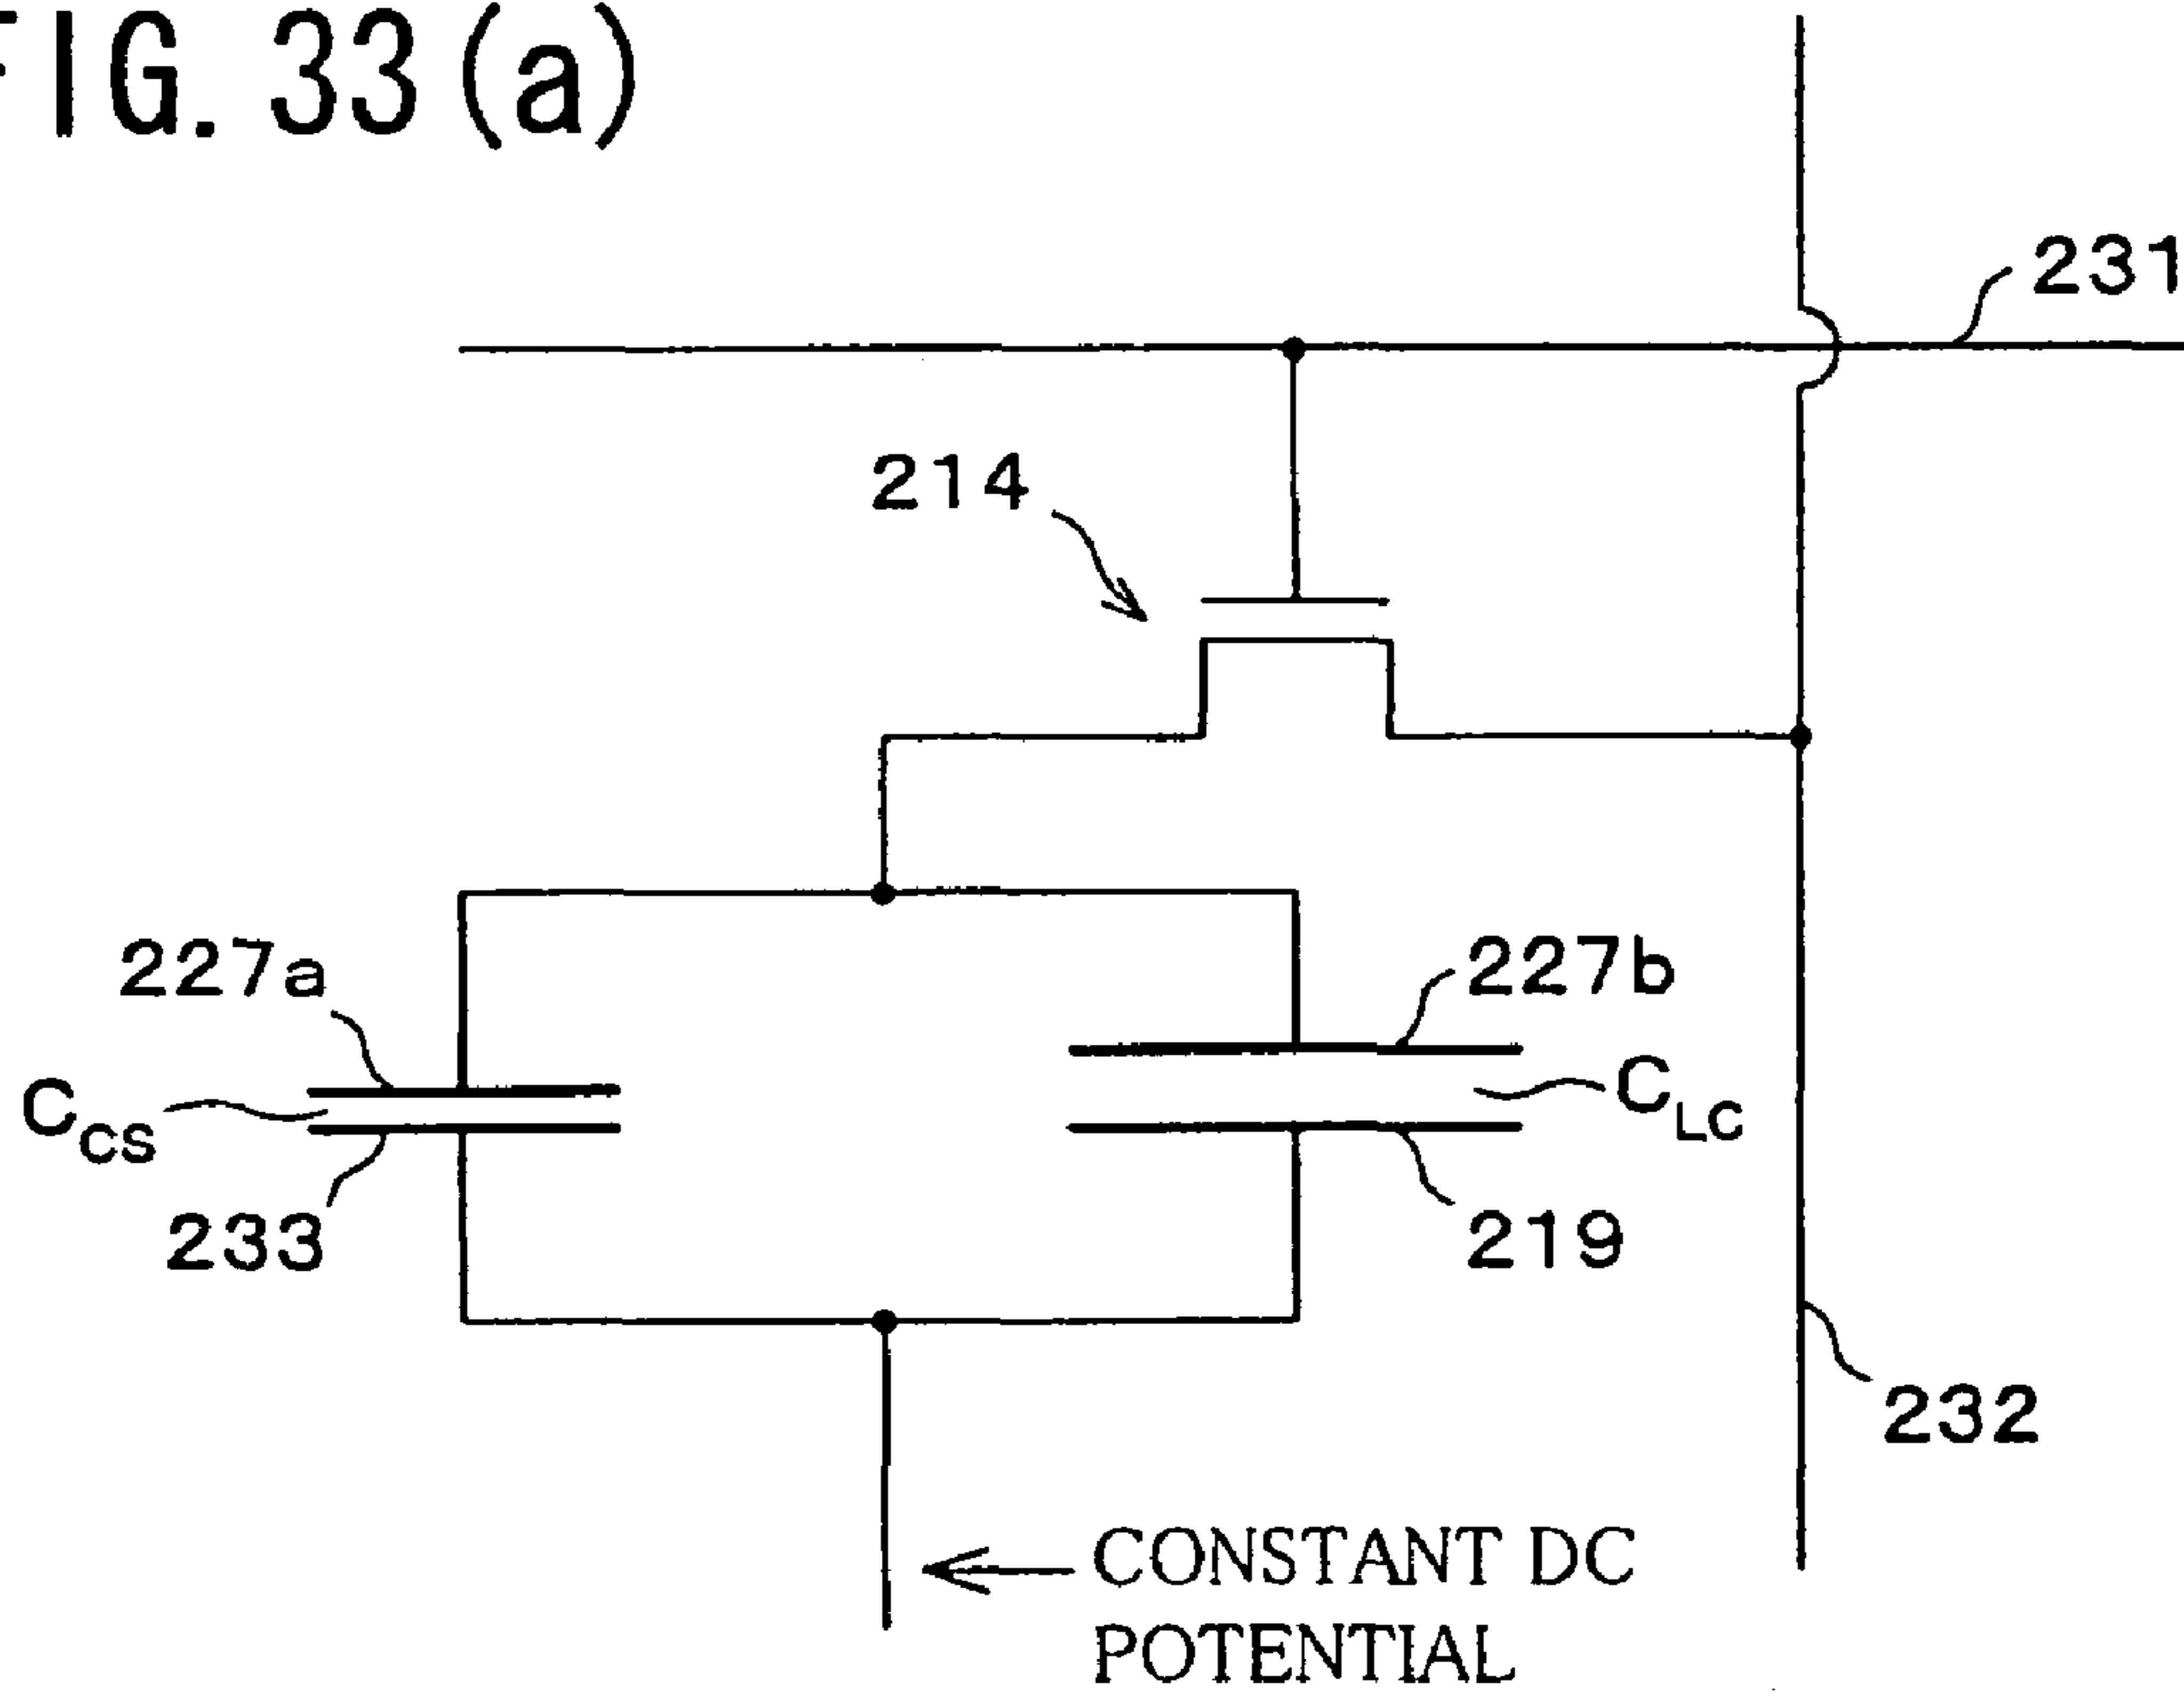 FIG. 33 (a)
231
214
227a
227b
CCS
CLC
233
219
232
CONSTANT DC
POTENTIAL